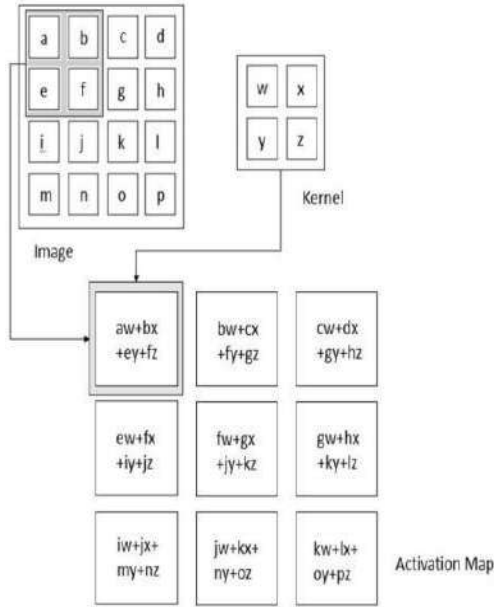 a b c d
e f g h
i j k l
m n o p
Image
w x
y z
Kernel
aw+bx
+ey+fz
bw+cx
+fy+gz
cw+dx
+gy+hz
ew+fx
+iy+jz
fw+gx
+jy+kz
gw+hx
+ky+lz
iw+jx+
my+nz
jw+kx+
ny+oz
kw+lx+
oy+pz
Activation Map